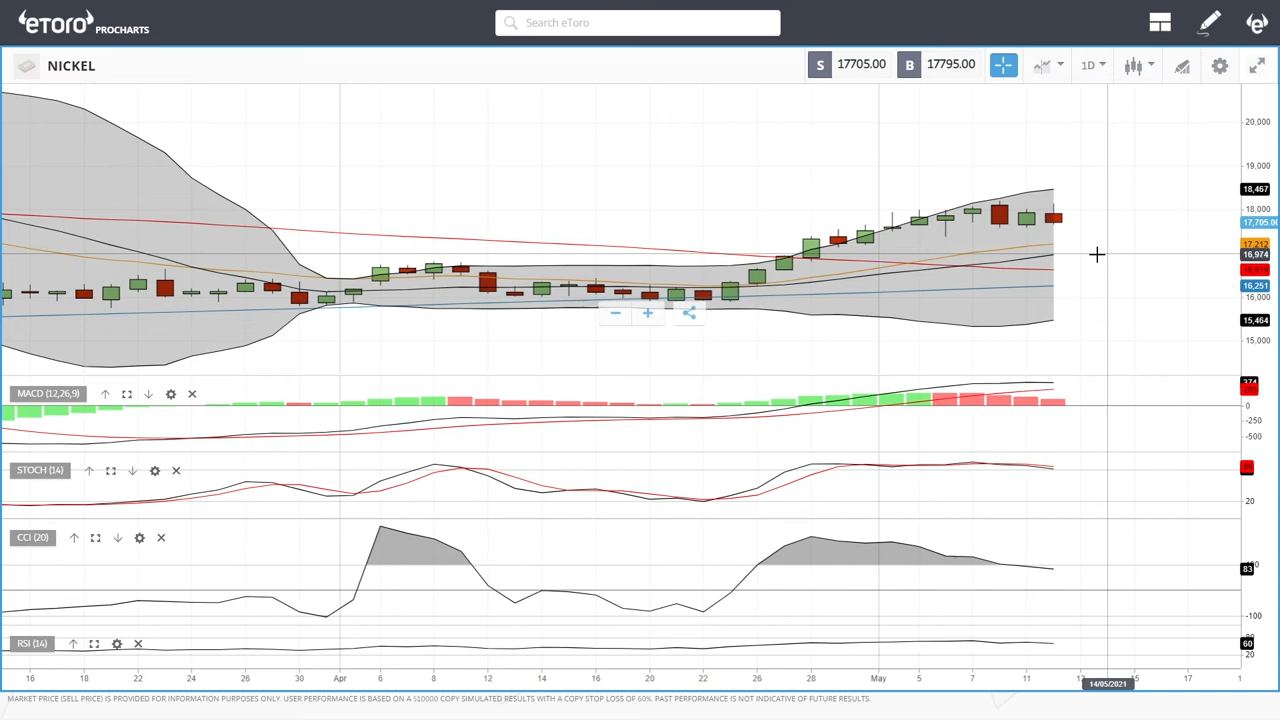 eToro PROCHARTS
Search eToro
NICKEL
S 17705.00 B 17795.00
1D
20,000
19,000
18,467
18,000
17,705.00
17,212
16,974
16,251
16,000
15,464
15,000
MACD (12,26,9)
0
-250
-500
STOCH (14)
20
CCI (20)
83
-100
RSI (14)
60
20
16 18 22 24 26 30 Apr 6 8 12 14 16 20 22 26 28 May 5 7 11 13 15 17 1
14/05/2021
MARKET PRICE (SELL PRICE) IS PROVIDED FOR INFORMATION PURPOSES ONLY. USER PERFORMANCE IS BASED ON A $10000 COPY SIMULATED RESULTS WITH A COPY STOP LOSS OF 60%. PAST PERFORMANCE IS NOT INDICATIVE OF FUTURE RESULTS.